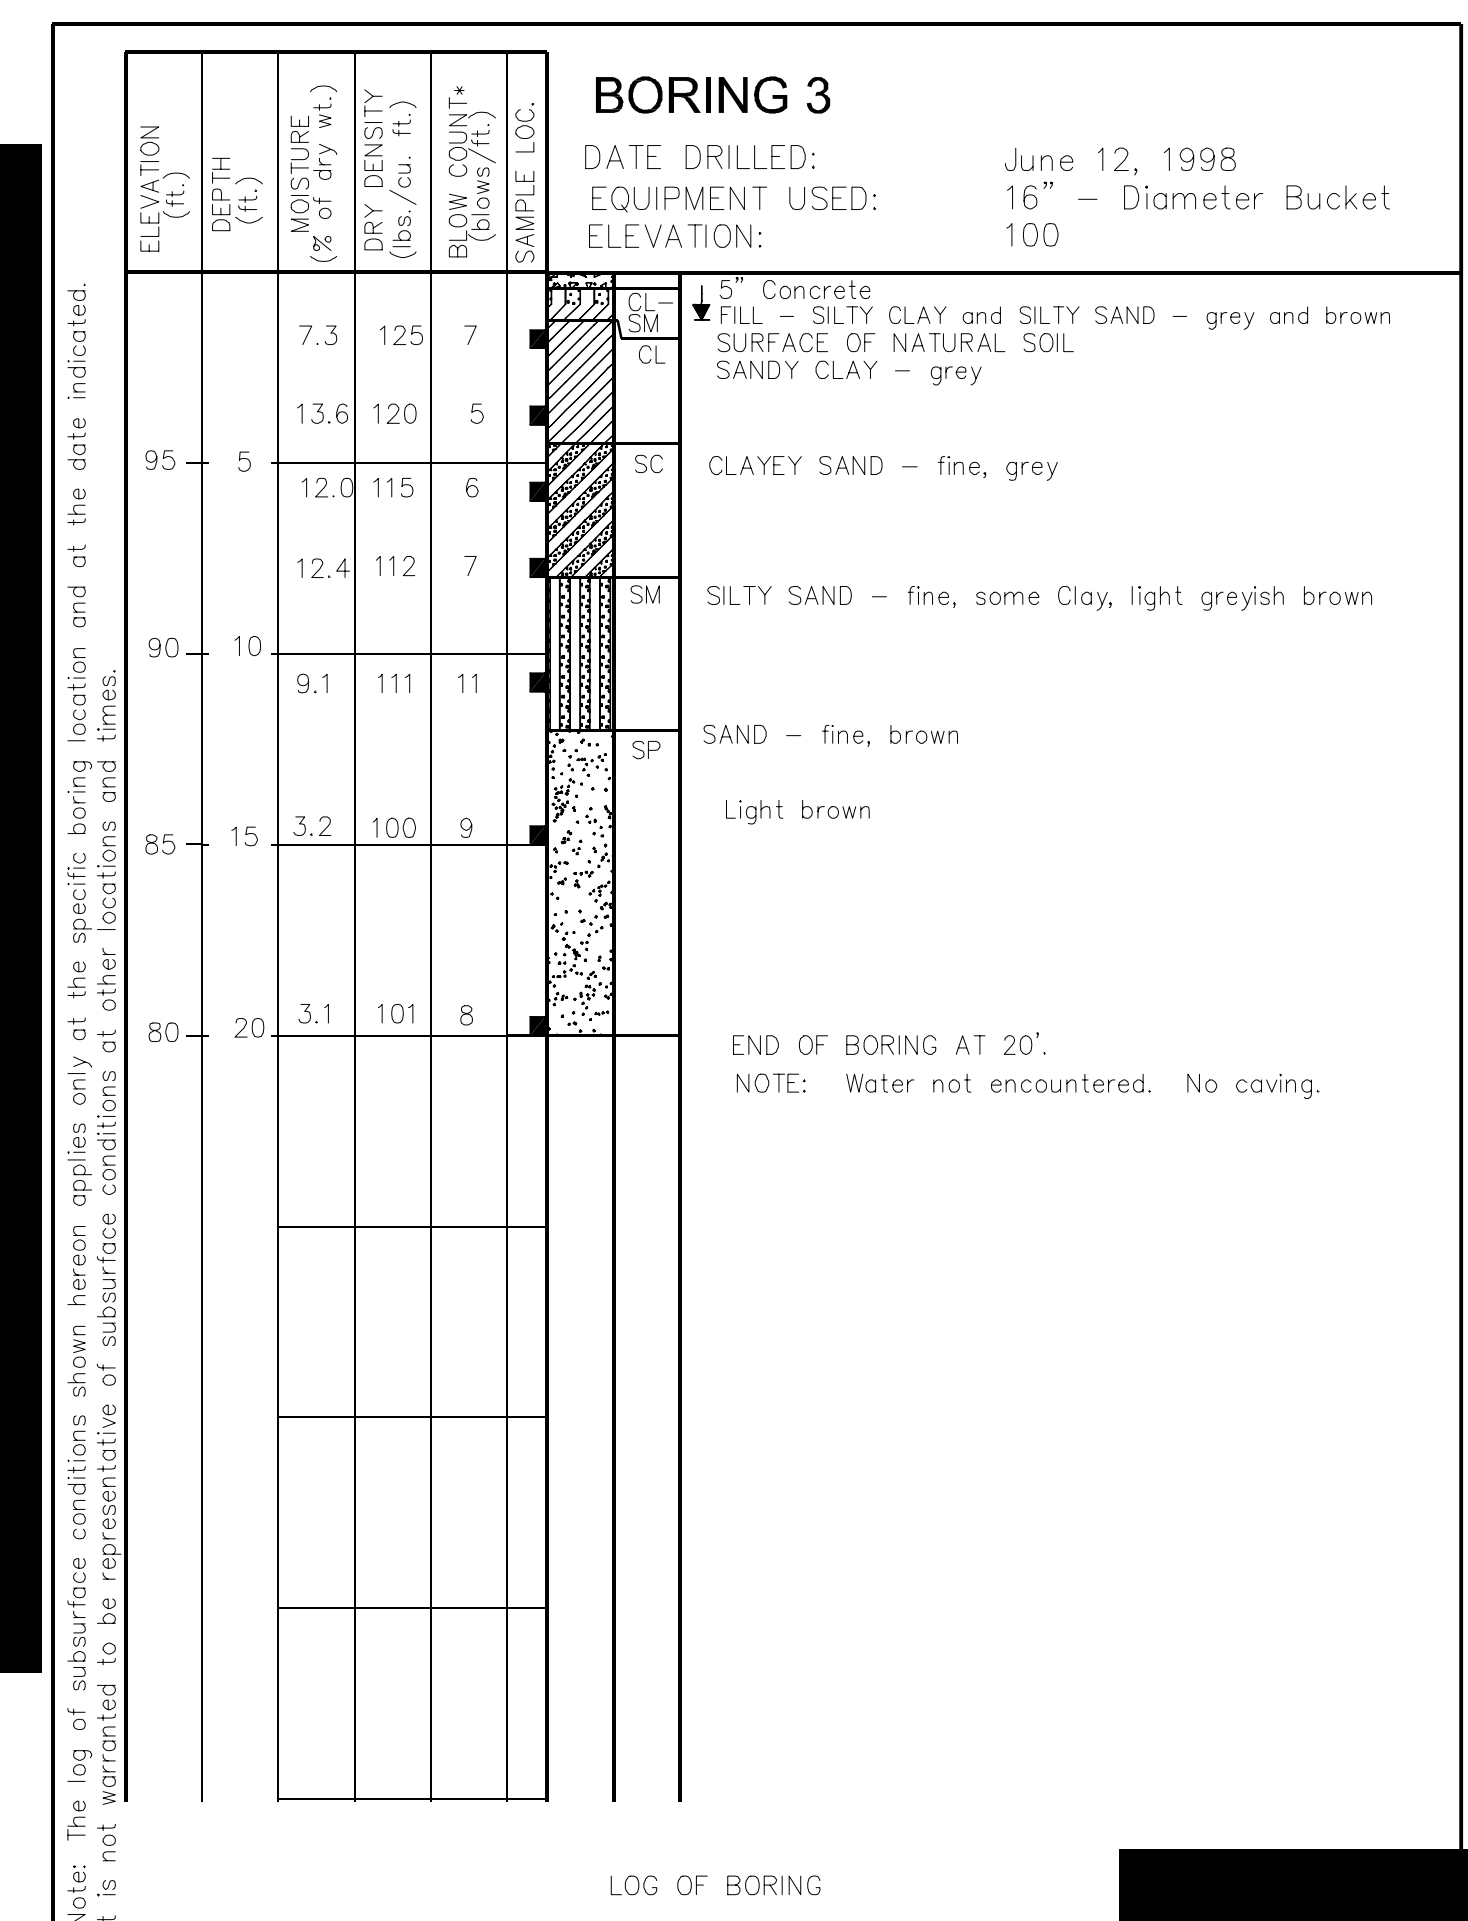 BORING 3
DATE DRILLED: June 12, 1998
EQUIPMENT USED: 16" – Diameter Bucket
ELEVATION: 100
ELEVATION (ft.)
DEPTH (ft.)
MOISTURE (% of dry wt.)
DRY DENSITY (lbs./cu. ft.)
BLOW COUNT* (blows/ft.)
SAMPLE LOC.
5" Concrete
CL–SM FILL – SILTY CLAY and SILTY SAND – grey and brown
SURFACE OF NATURAL SOIL
7.3 125 7
CL SANDY CLAY – grey
13.6 120 5
95 5 SC CLAYEY SAND – fine, grey
12.0 115 6
12.4 112 7
SM SILTY SAND – fine, some Clay, light greyish brown
90 10
9.1 111 11
SP SAND – fine, brown
Light brown
85 15 3.2 100 9
80 20 3.1 101 8
END OF BORING AT 20'.
NOTE: Water not encountered. No caving.
Note: The log of subsurface conditions shown hereon applies only at the specific boring location and at the date indicated.
t is not warranted to be representative of subsurface conditions at other locations and times.
LOG OF BORING